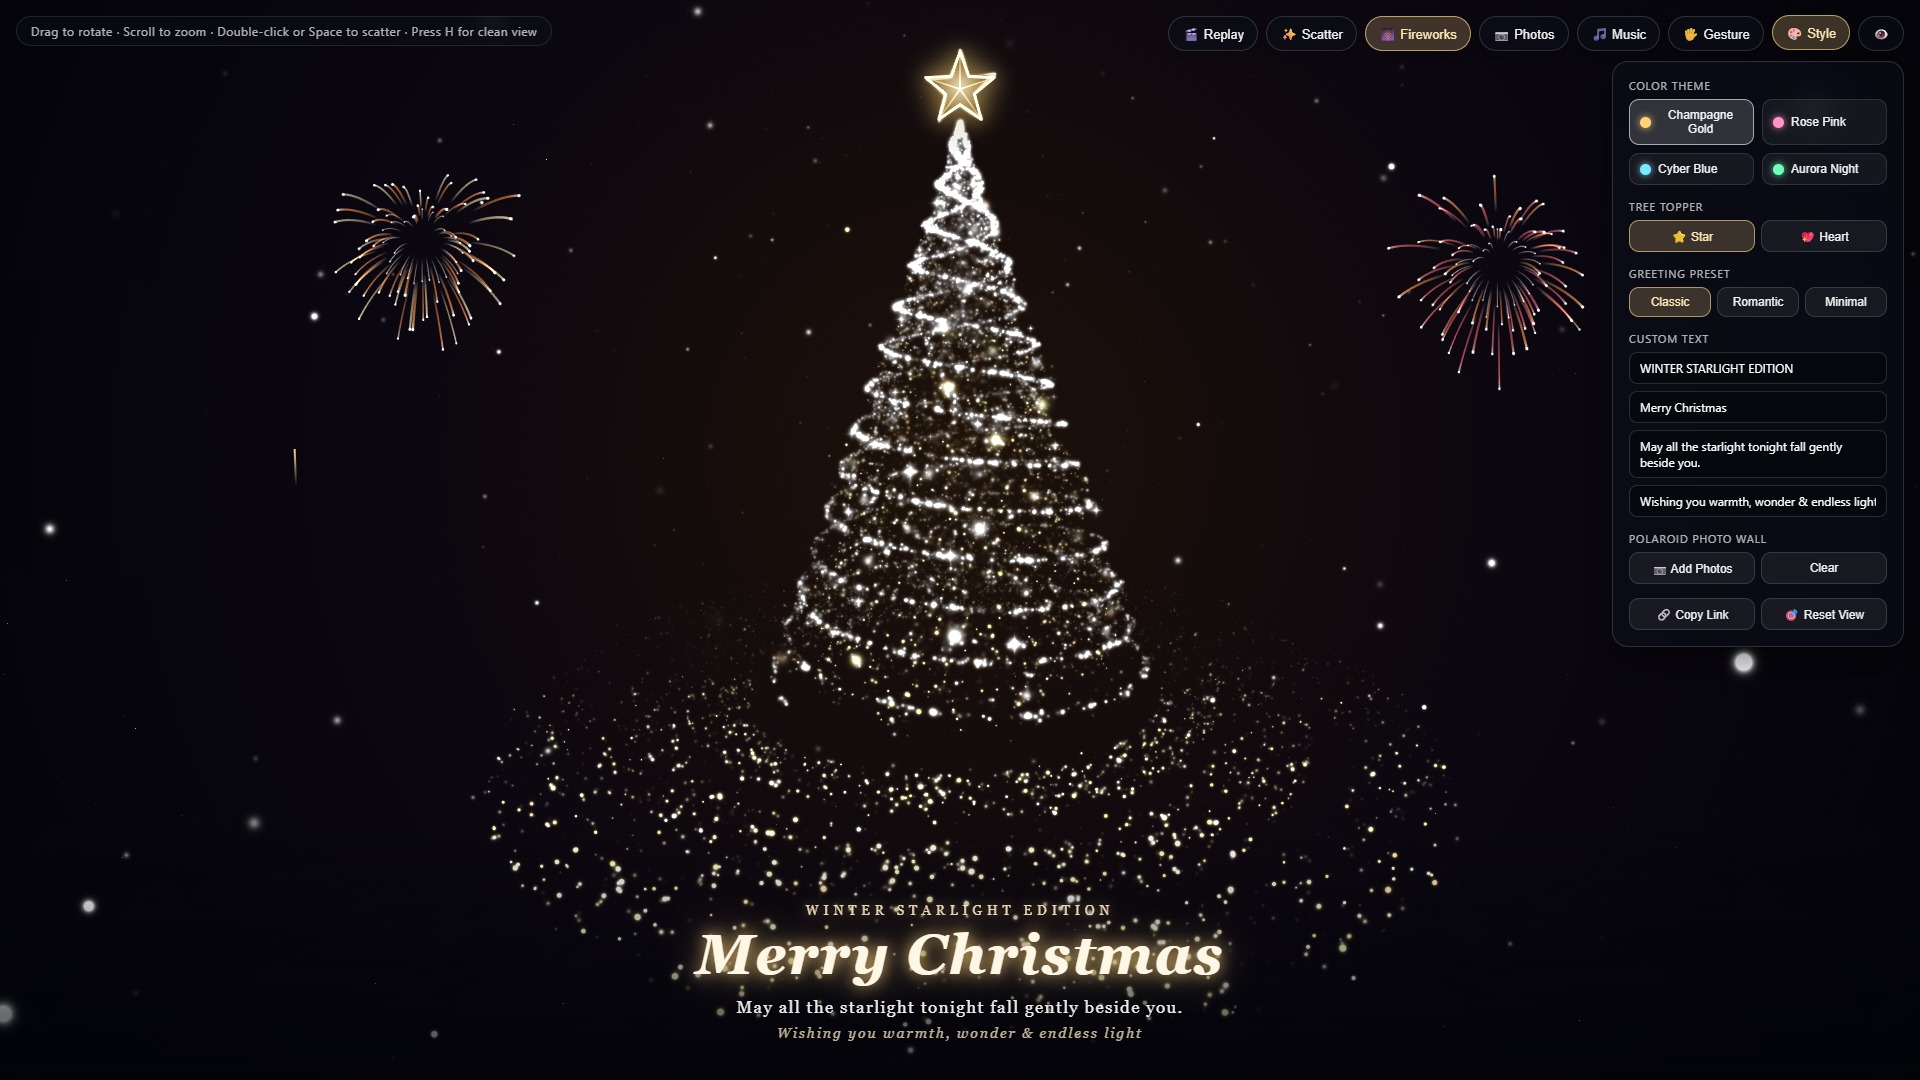 Drag to rotate · Scroll to zoom · Double-click or Space to scatter · Press H for clean view
Replay
Scatter
Fireworks
Photos
Music
Gesture
Style
COLOR THEME
Champagne
Gold
Rose Pink
Cyber Blue
Aurora Night
TREE TOPPER
Star
Heart
GREETING PRESET
Classic
Romantic
Minimal
CUSTOM TEXT
WINTER STARLIGHT EDITION
Merry Christmas
May all the starlight tonight fall gently
beside you.
Wishing you warmth, wonder & endless light
POLAROID PHOTO WALL
Add Photos
Clear
Copy Link
Reset View
WINTER STARLIGHT EDITION
Merry Christmas
May all the starlight tonight fall gently beside you.
Wishing you warmth, wonder & endless light